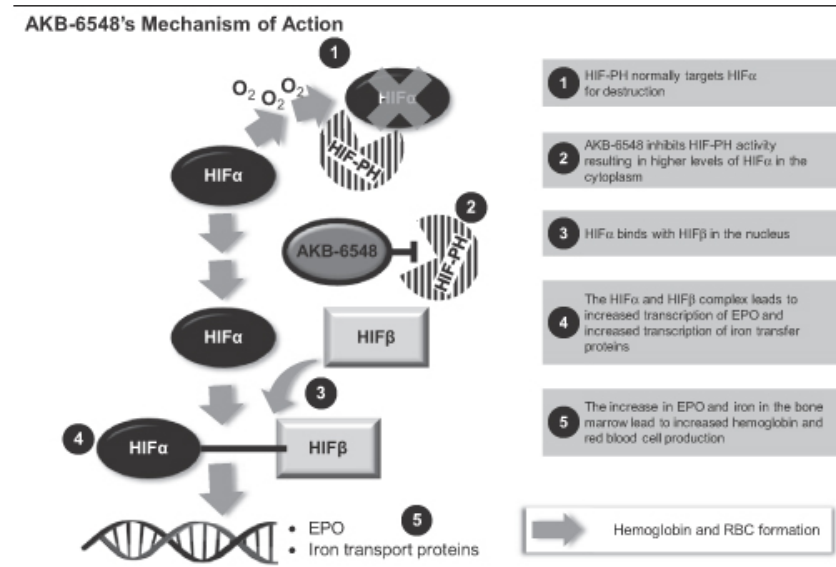 AKB-6548's Mechanism of Action
1
O2 O2 O2
HIFα
HIF-PH
HIFα
2
AKB-6548
HIF-PH
HIFα
HIFβ
3
4
HIFα
HIFβ
• EPO
• Iron transport proteins
5
1
HIF-PH normally targets HIFα
for destruction
2
AKB-6548 inhibits HIF-PH activity
resulting in higher levels of HIFα in the
cytoplasm
3
HIFα binds with HIFβ in the nucleus
4
The HIFα and HIFβ complex leads to
increased transcription of EPO and
increased transcription of iron transfer
proteins
5
The increase in EPO and iron in the bone
marrow lead to increased hemoglobin and
red blood cell production
Hemoglobin and RBC formation